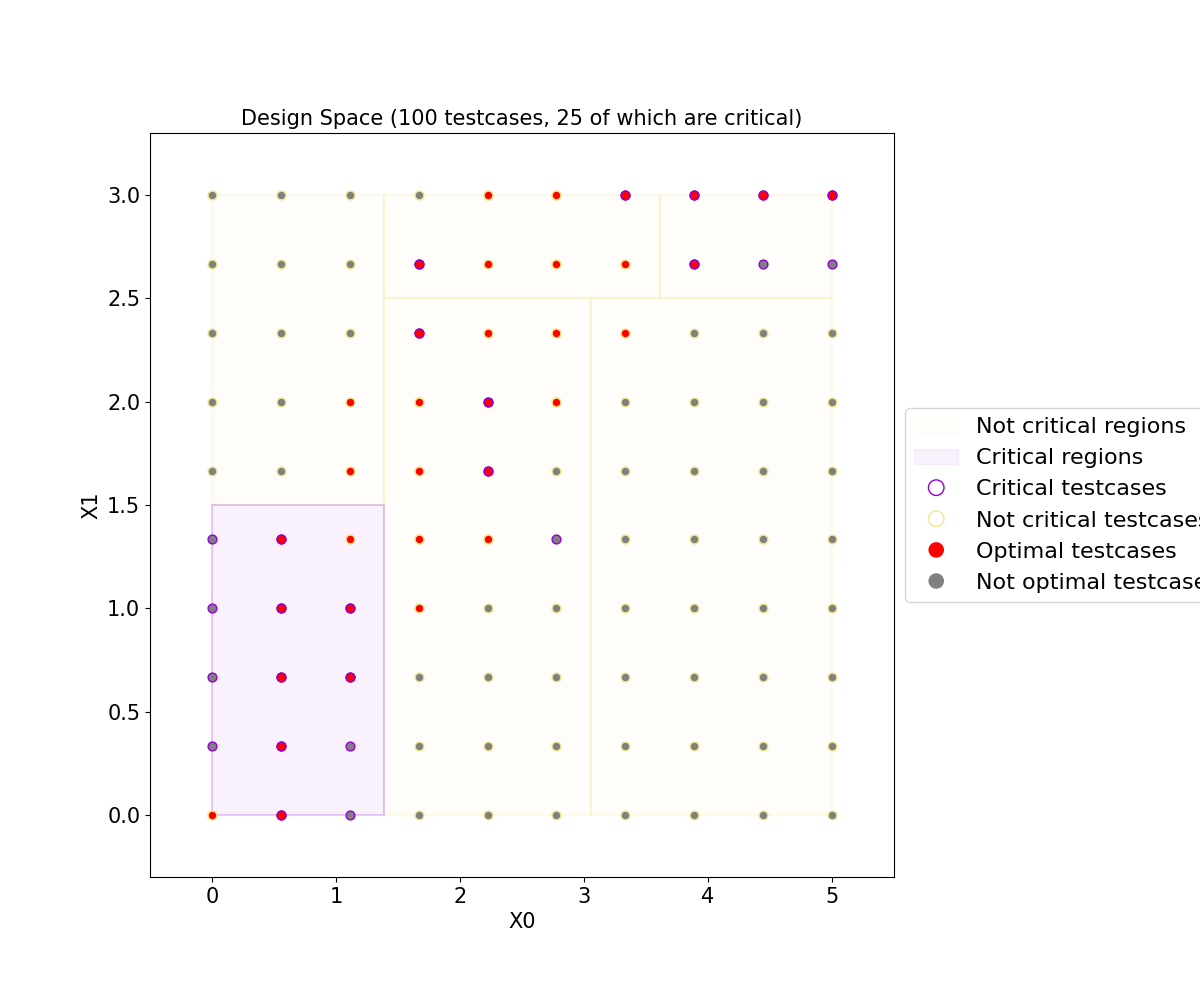 Design Space (100 testcases, 25 of which are critical)
3.0
2.5
2.0
1.5
1.0
0.5
0.0
X1
0 1 2 3 4 5
X0
Not critical regions
Critical regions
Critical testcases
Not critical testcases
Optimal testcases
Not optimal testcase